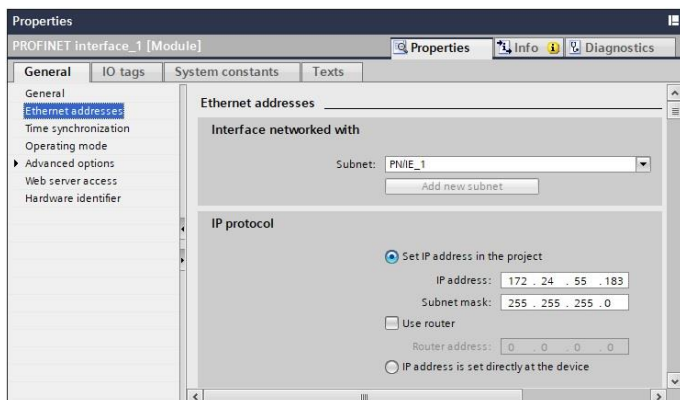 Properties
PROFINET interface_1 [Module]
Properties
Info
Diagnostics
General
IO tags
System constants
Texts
General
Ethernet addresses
Time synchronization
Operating mode
Advanced options
Web server access
Hardware identifier
Ethernet addresses
Interface networked with
Subnet: PN/IE_1
Add new subnet
IP protocol
Set IP address in the project
IP address: 172 . 24 . 55 . 183
Subnet mask: 255 . 255 . 255 . 0
Use router
Router address: 0 . 0 . 0 . 0
IP address is set directly at the device